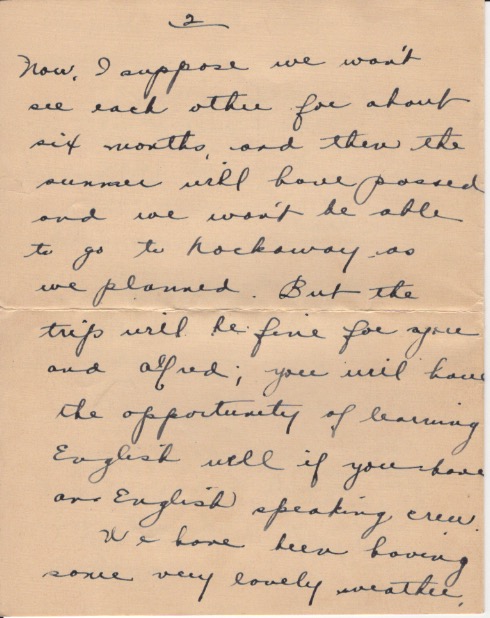 2
Now, I suppose we won't
see each other for about
six months, and then the
summer will have passed
and we won't be able
to go to Rockaway as
we planned. But the
trip will be fine for you
and Alfred; you will have
the opportunity of learning
English well if you have
an English speaking crew.
We have been having
some very lovely weather,